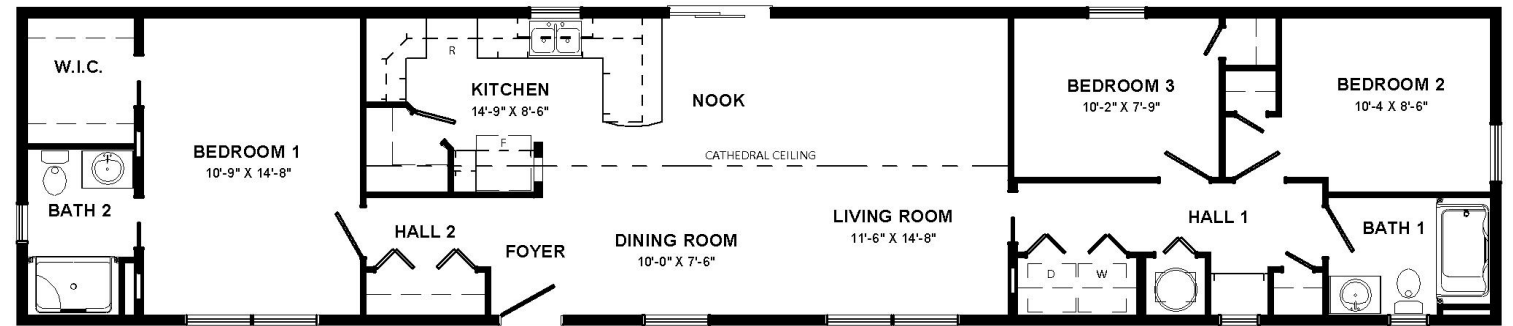 W.I.C.
BATH 2
BEDROOM 1
10'-9" X 14'-8"
R
KITCHEN
14'-9" X 8'-6"
F
HALL 2
FOYER
NOOK
CATHEDRAL CEILING
DINING ROOM
10'-0" X 7'-6"
LIVING ROOM
11'-6" X 14'-8"
BEDROOM 3
10'-2" X 7'-9"
BEDROOM 2
10'-4 X 8'-6"
HALL 1
D
W
BATH 1